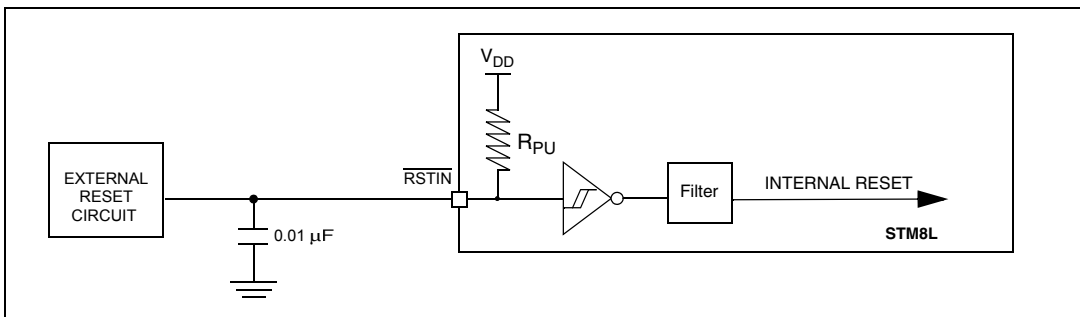 VDD
RPU
EXTERNAL
RESET
CIRCUIT
RSTIN
0.01 µF
Filter
INTERNAL RESET
STM8L